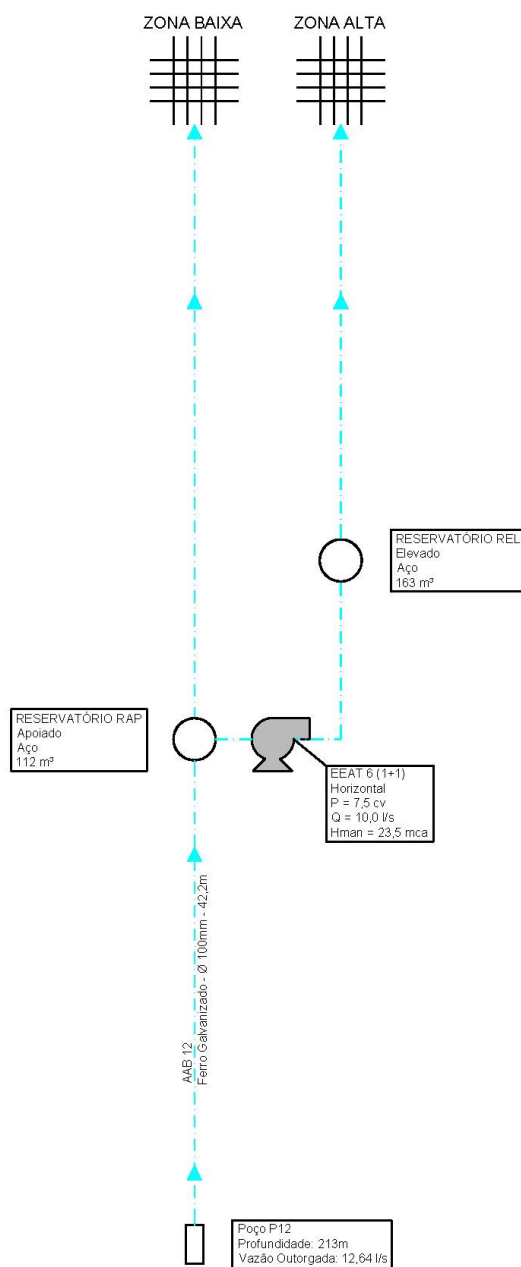 ZONA BAIXA
ZONA ALTA
RESERVATÓRIO REL
Elevado
Aço
163 m³
RESERVATÓRIO RAP
Apoiado
Aço
112 m³
EEAT 6 (1+1)
Horizontal
P = 7,5 cv
Q = 10,0 l/s
Hman = 23,5 mca
AAB 12
Ferro Galvanizado - Ø 100mm - 42,2m
Poço P12
Profundidade: 213m
Vazão Outorgada: 12,64 l/s